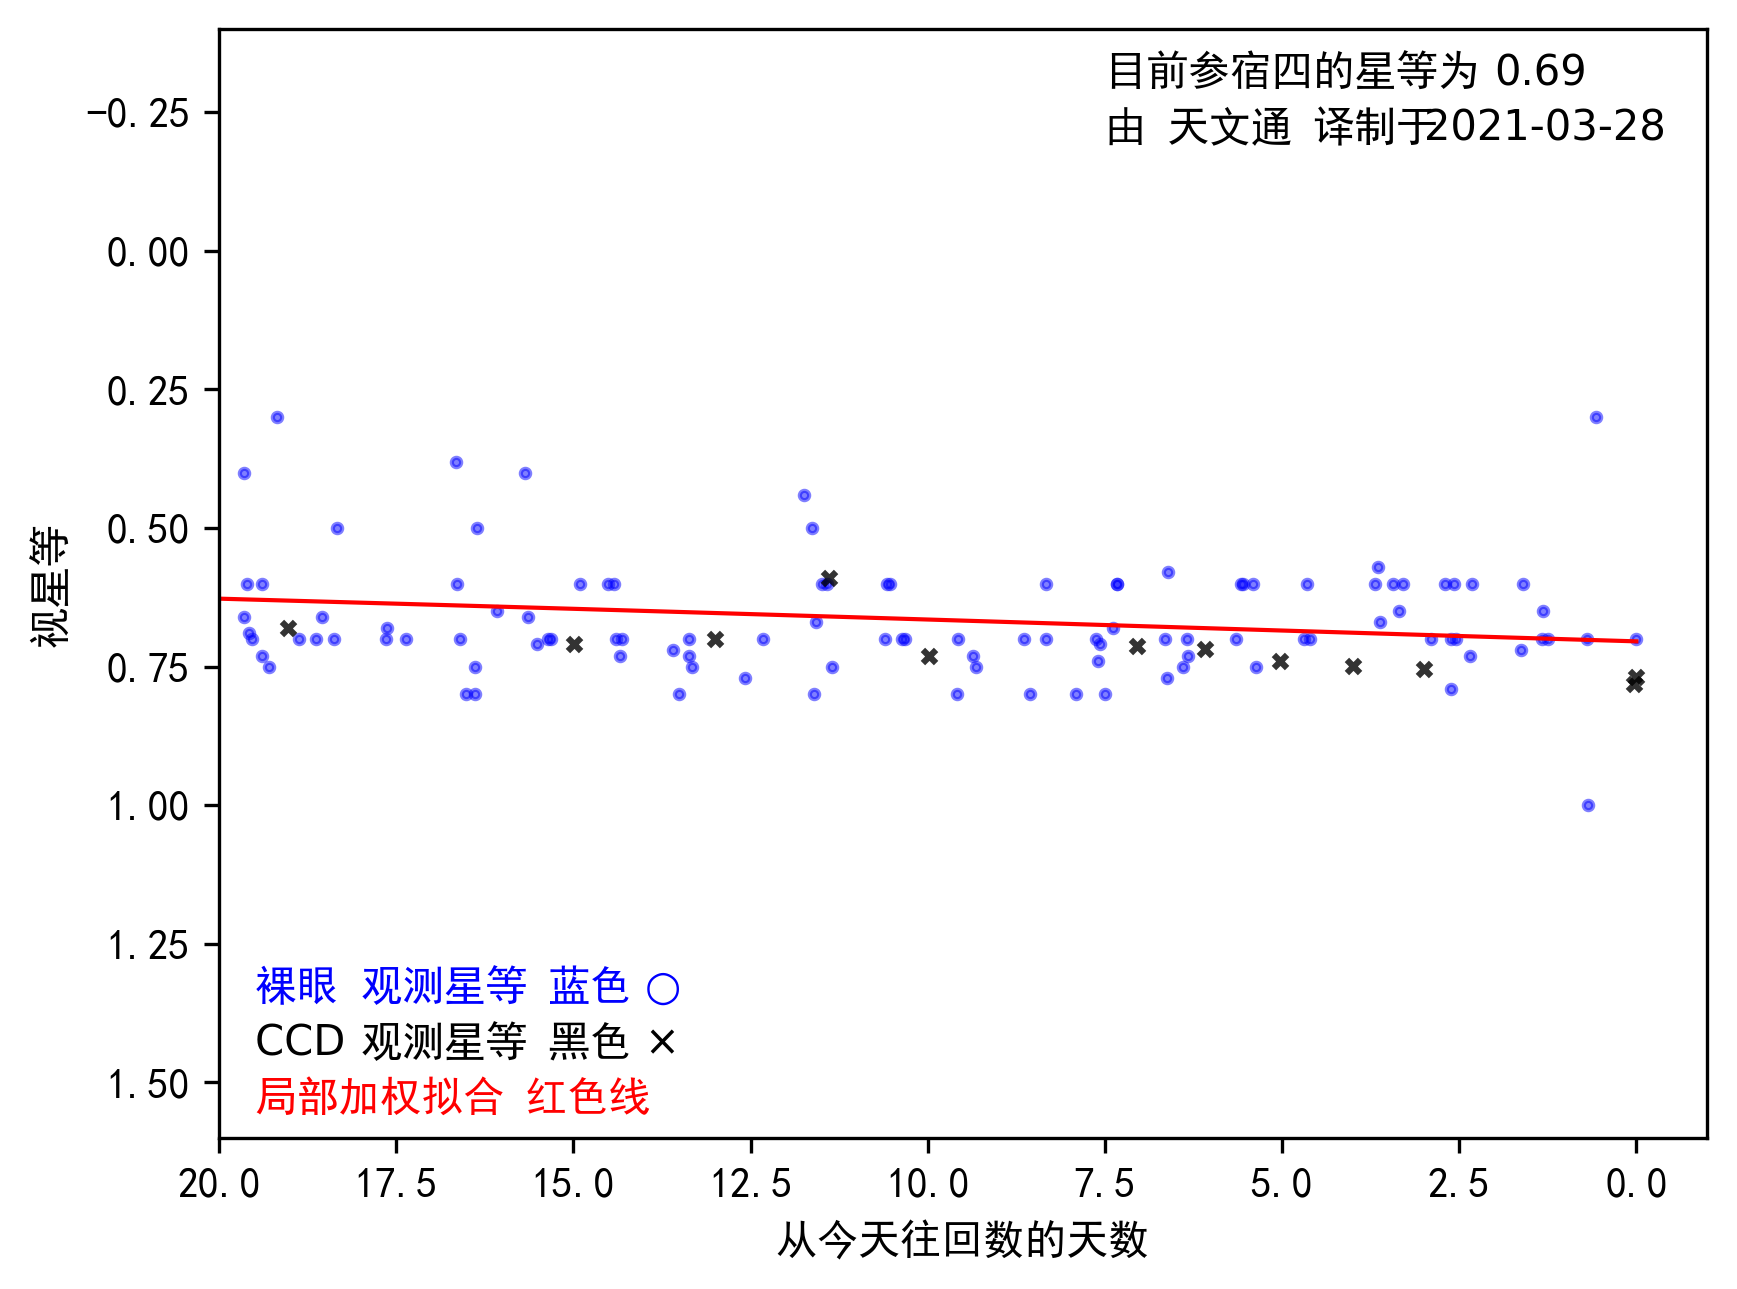 目前参宿四的星等为 0.69
由 天文通 译制于2021-03-28
−0.25
0.00
0.25
0.50
0.75
1.00
1.25
1.50
视星等
裸眼 观测星等 蓝色 ○
CCD 观测星等 黑色 ×
局部加权拟合 红色线
20.0 17.5 15.0 12.5 10.0 7.5 5.0 2.5 0.0
从今天往回数的天数